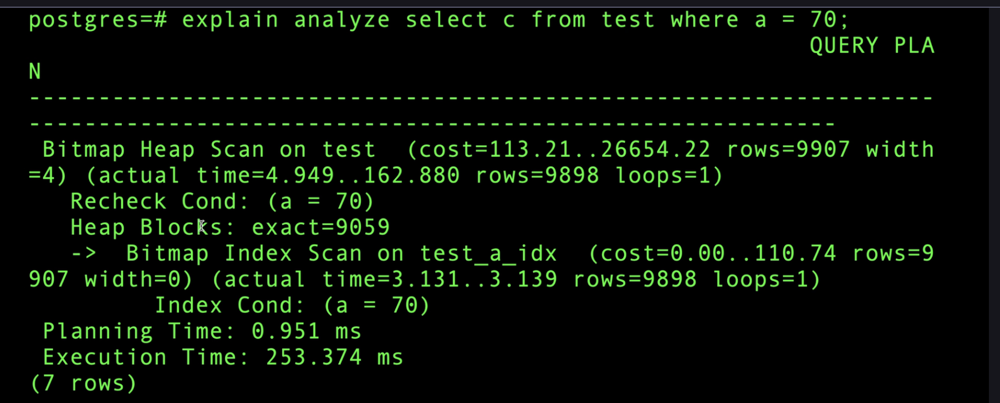 postgres=# explain analyze select c from test where a = 70;
QUERY PLA
N
-----------------------------------------------------------------
----------------------------------------------------------
Bitmap Heap Scan on test  (cost=113.21..26654.22 rows=9907 width
=4) (actual time=4.949..162.880 rows=9898 loops=1)
Recheck Cond: (a = 70)
Heap Blocks: exact=9059
->  Bitmap Index Scan on test_a_idx  (cost=0.00..110.74 rows=9
907 width=0) (actual time=3.131..3.139 rows=9898 loops=1)
Index Cond: (a = 70)
Planning Time: 0.951 ms
Execution Time: 253.374 ms
(7 rows)